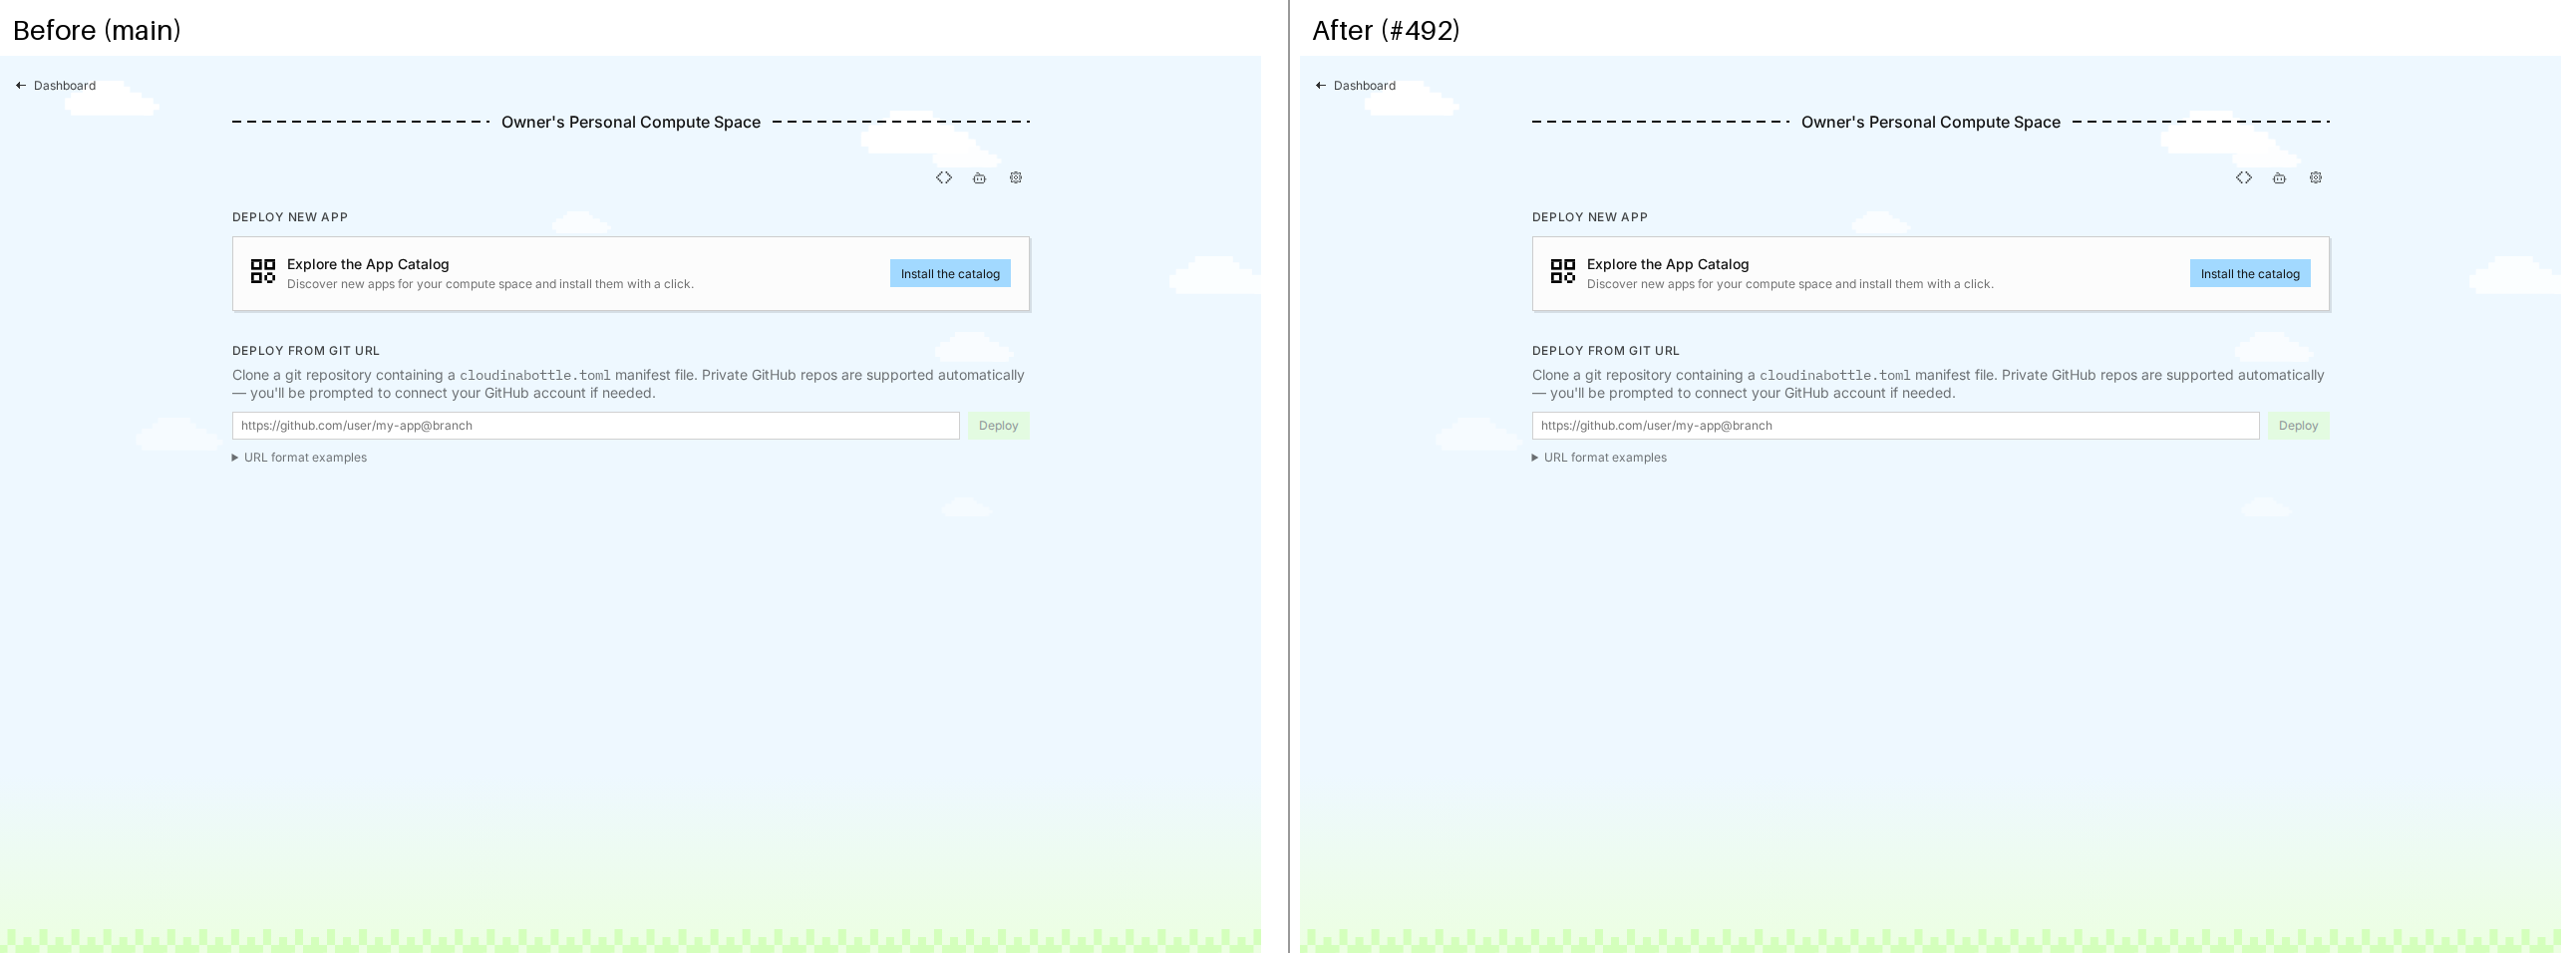 Before (main)
Dashboard
Owner's Personal Compute Space
DEPLOY NEW APP
Explore the App Catalog
Discover new apps for your compute space and install them with a click.
Install the catalog
DEPLOY FROM GIT URL
Clone a git repository containing a cloudinabottle.toml manifest file. Private GitHub repos are supported automatically
— you'll be prompted to connect your GitHub account if needed.
https://github.com/user/my-app@branch
Deploy
URL format examples
After (#492)
Dashboard
Owner's Personal Compute Space
DEPLOY NEW APP
Explore the App Catalog
Discover new apps for your compute space and install them with a click.
Install the catalog
DEPLOY FROM GIT URL
Clone a git repository containing a cloudinabottle.toml manifest file. Private GitHub repos are supported automatically
— you'll be prompted to connect your GitHub account if needed.
https://github.com/user/my-app@branch
Deploy
URL format examples